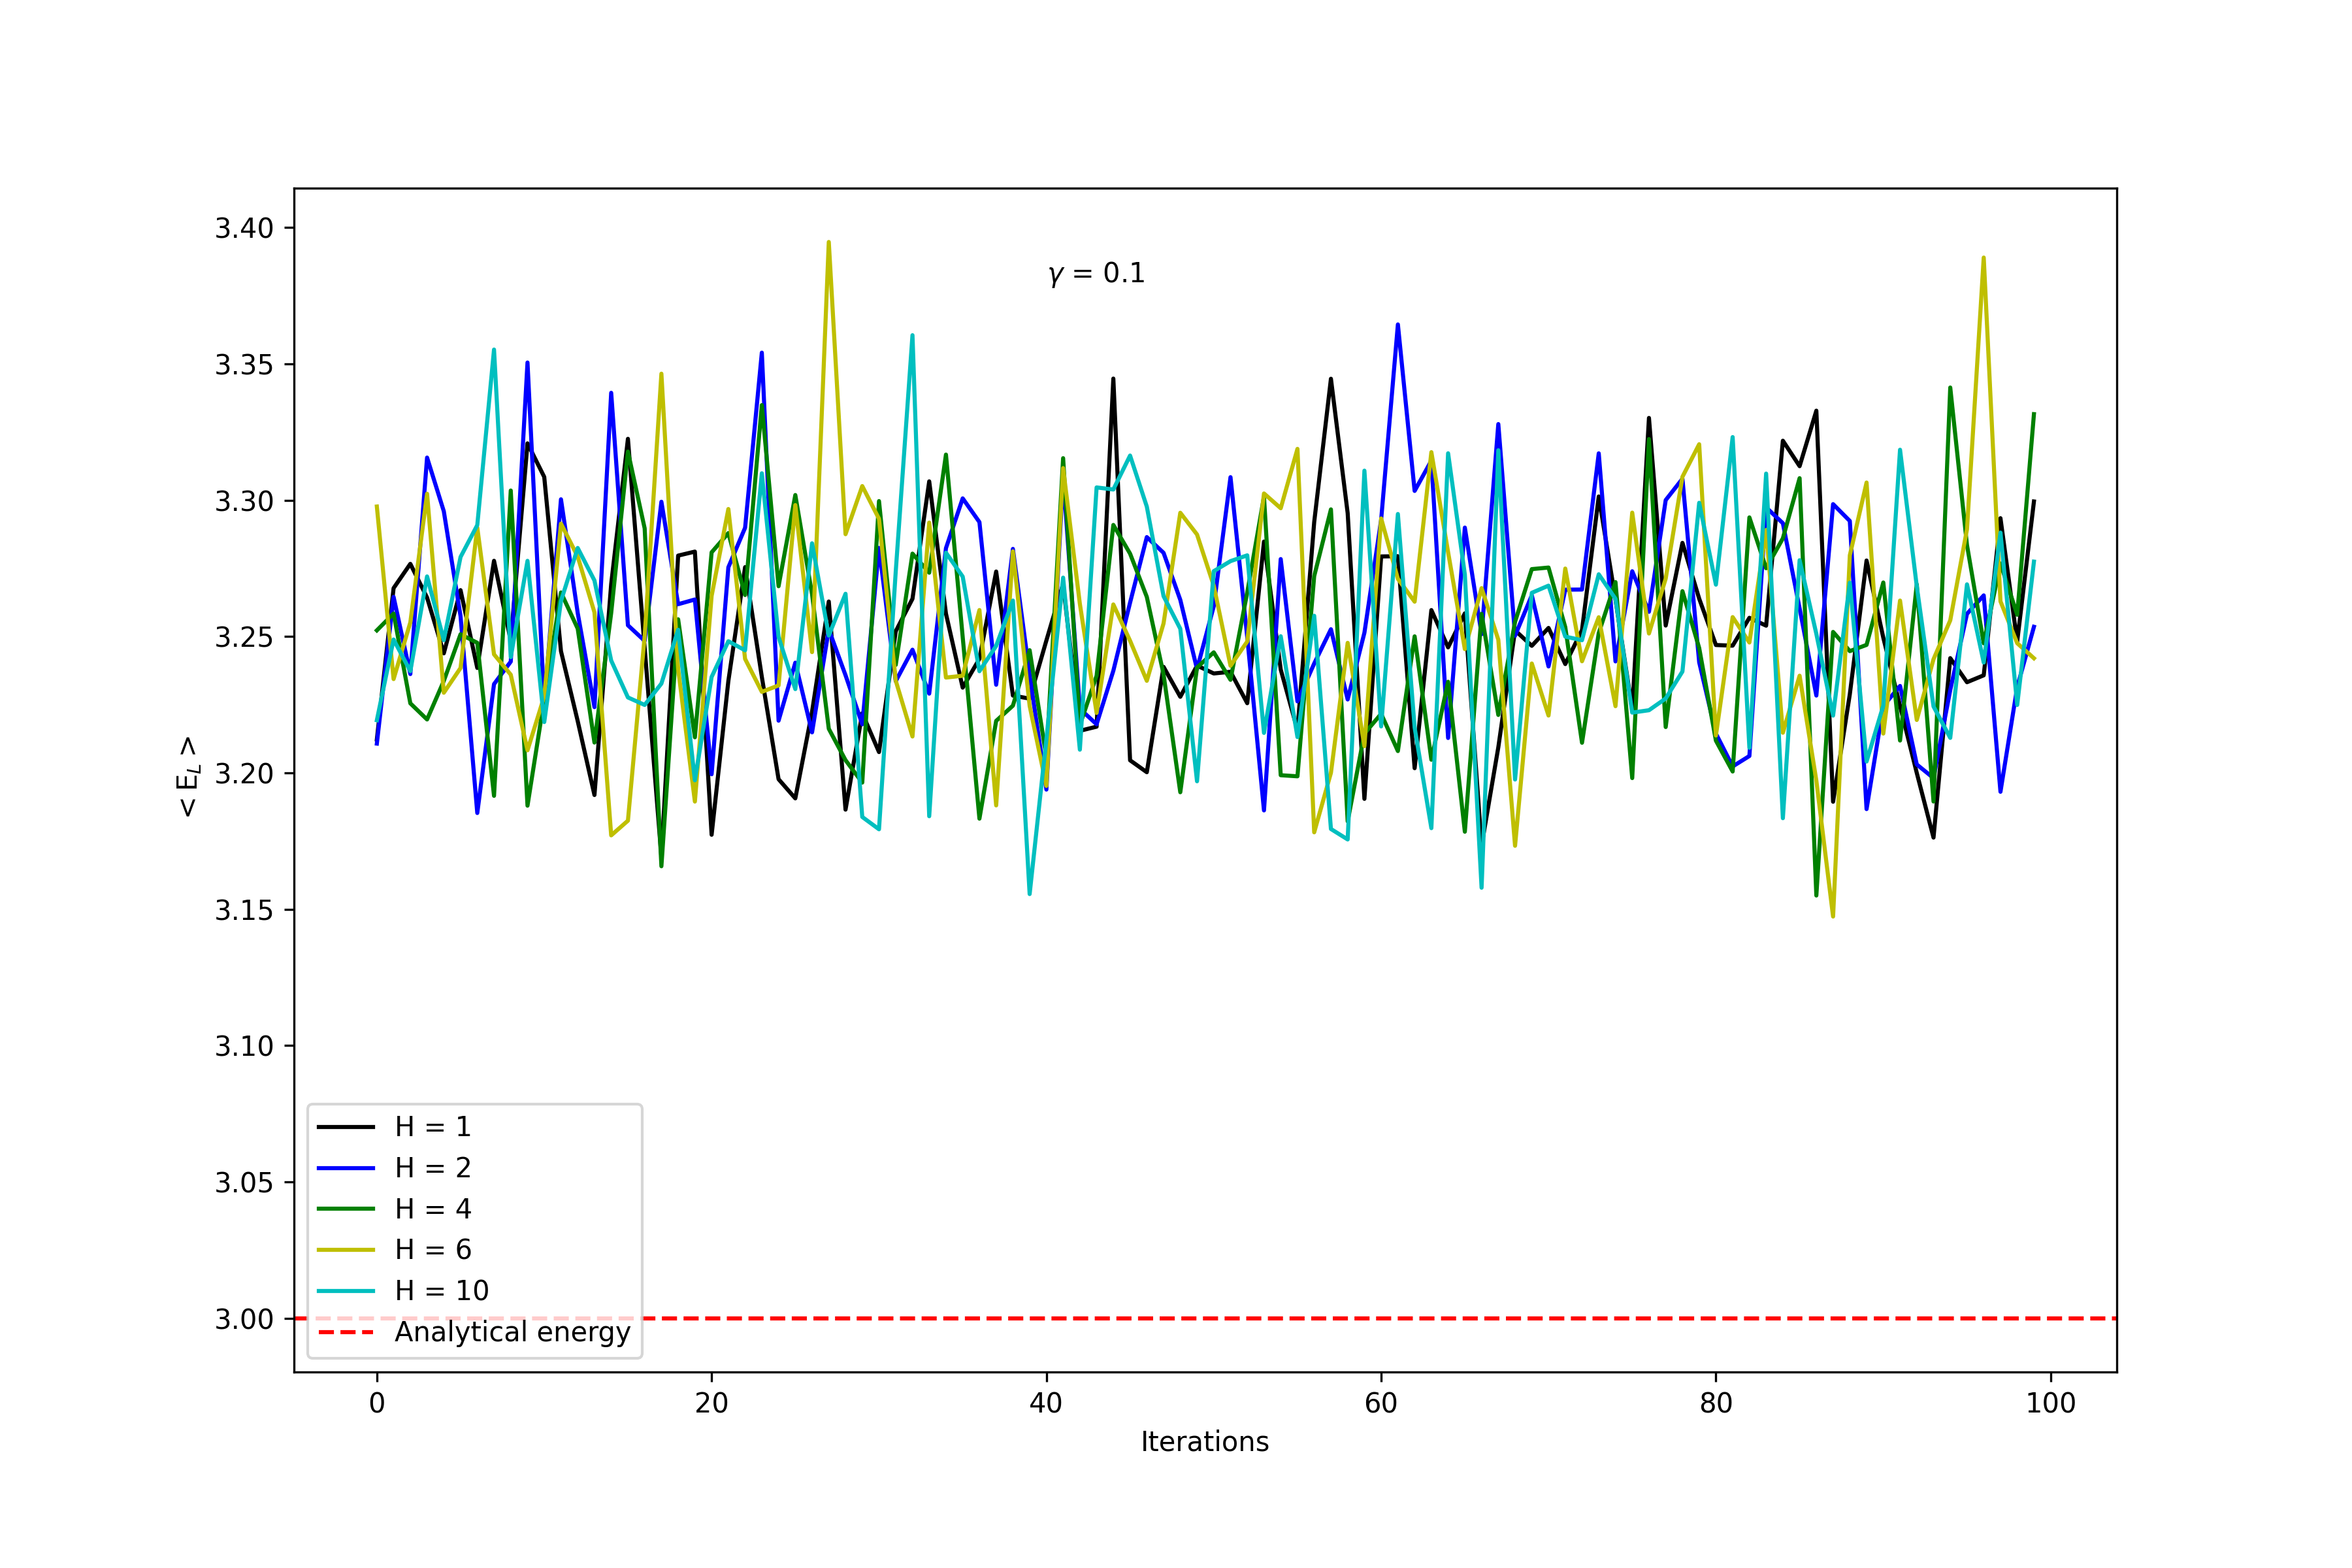 γ = 0.1
3.40
3.35
3.30
3.25
3.20
3.15
3.10
3.05
3.00
< E_L >
H = 1
H = 2
H = 4
H = 6
H = 10
Analytical energy
0 20 40 60 80 100
Iterations